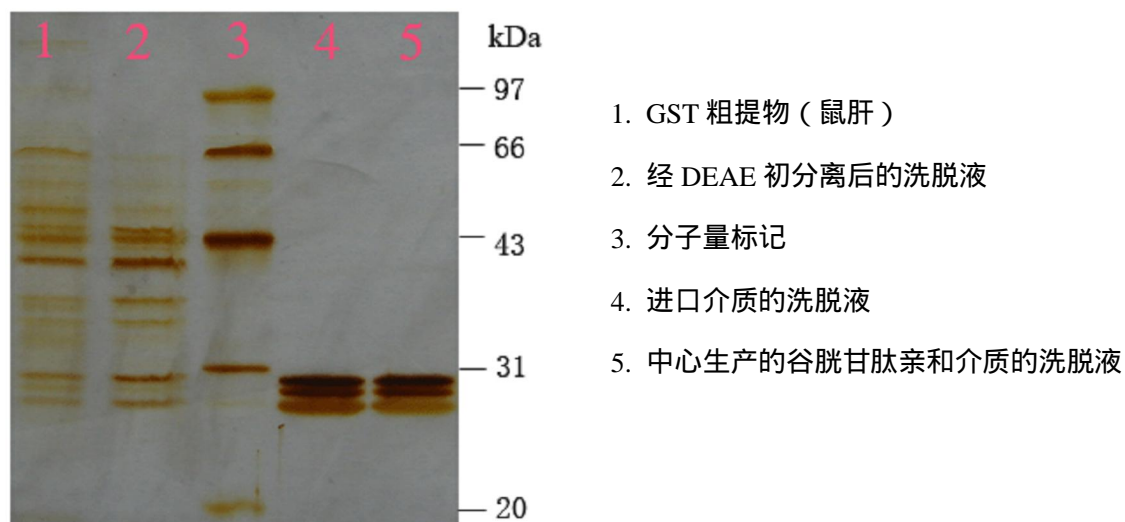 1 2 3 4 5
kDa
97
66
43
31
20
1. GST 粗提物（鼠肝）
2. 经 DEAE 初分离后的洗脱液
3. 分子量标记
4. 进口介质的洗脱液
5. 中心生产的谷胱甘肽亲和介质的洗脱液